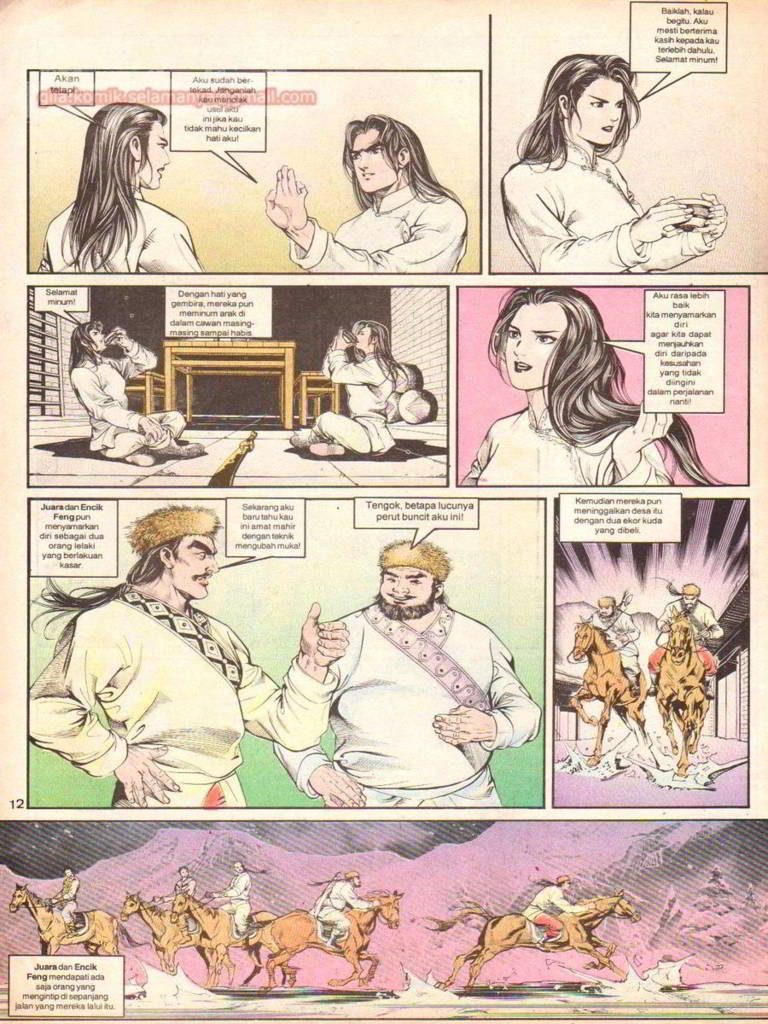 Akan
tetapi
gila-komik-selamanya@gmail.com
Aku sudah ber-
tekad. Janganlah
kau manolak
usul aku
ini jika kau
tidak mahu kecilkan
hati aku!
Baiklah, kalau
begitu. Aku
mesti berterima
kasih kepada kau
terlebih dahulu.
Selamat minum!
Selamat
minum!
Dengan hati yang
gembira, mereka pun
meminum arak di
dalam cawan masing-
masing sampai habis.
Aku rasa lebih
baik
kita menyamarkan
diri
agar kita dapat
menjauhkan
diri daripada
kesusahan
yang tidak
diingini
dalam perjalanan
nanti!
Juara dan Encik
Feng pun
menyamarkan
diri sebagai dua
orang lelaki
yang berlakuan
kasar.
Sekarang aku
baru tahu kau
ini amat mahir
dengan teknik
mengubah muka!
Tengok, betapa lucunya
perut buncit aku ini!
Kemudian mereka pun
meninggalkan desa itu
dengan dua ekor kuda
yang dibeli.
12
Juara dan Encik
Feng mendapati ada
saja orang yang
mengintip di sepanjang
jalan yang mereka lalui itu.